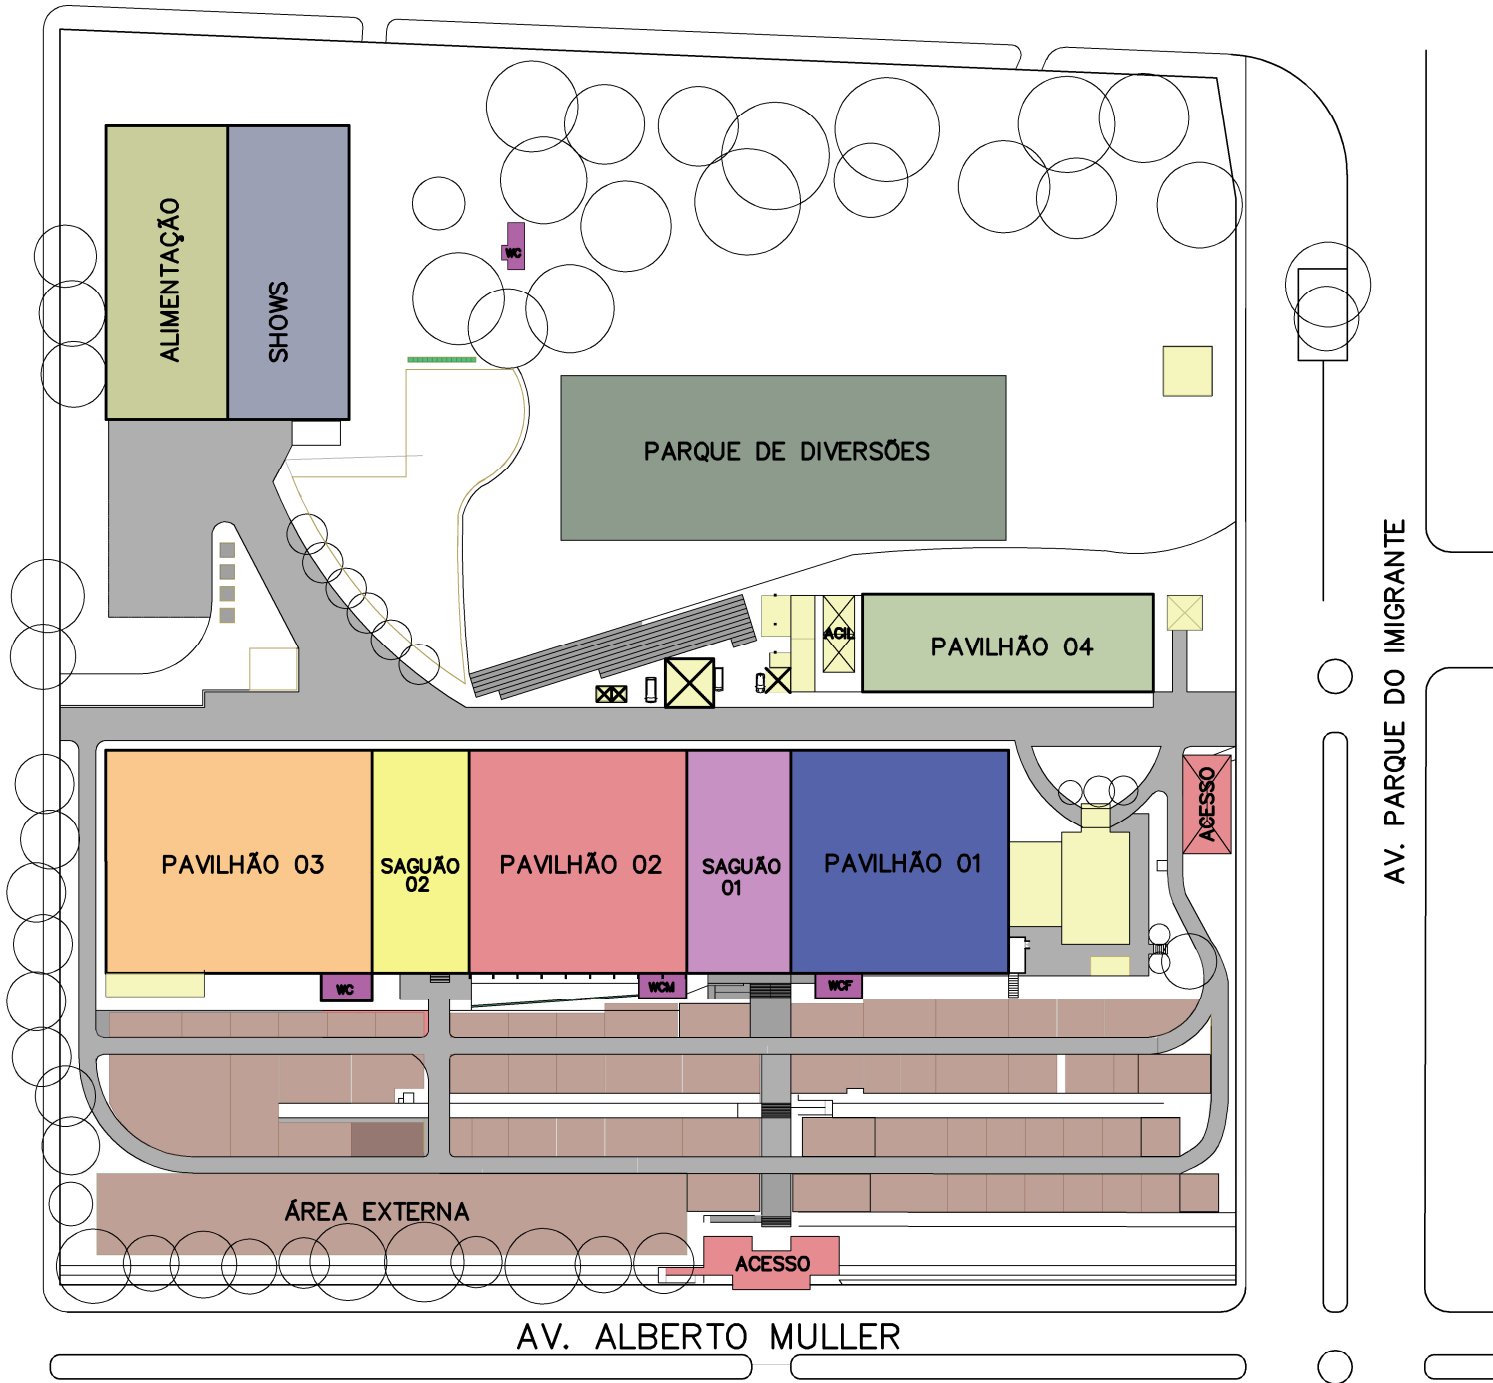 ALIMENTAÇÃO
SHOWS
WC
PARQUE DE DIVERSÕES
ACIL
PAVILHÃO 04
AV. PARQUE DO IMIGRANTE
PAVILHÃO 03
SAGUÃO
02
PAVILHÃO 02
SAGUÃO
01
PAVILHÃO 01
ACESSO
WC
WCM
WCF
ÁREA EXTERNA
ACESSO
AV. ALBERTO MULLER